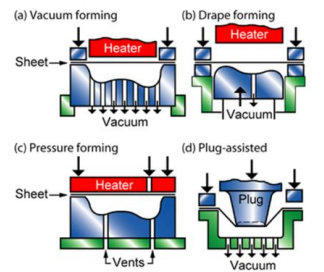 (a) Vacuum forming
Heater
Sheet
Vacuum
(b) Drape forming
Heater
Vacuum
(c) Pressure forming
Heater
Sheet
Vents
(d) Plug-assisted
Plug
Vacuum